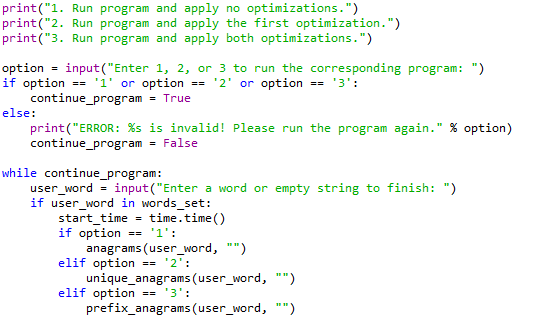 print("1. Run program and apply no optimizations.")
print("2. Run program and apply the first optimization.")
print("3. Run program and apply both optimizations.")

option = input("Enter 1, 2, or 3 to run the corresponding program: ")
if option == '1' or option == '2' or option == '3':
    continue_program = True
else:
    print("ERROR: %s is invalid! Please run the program again." % option)
    continue_program = False

while continue_program:
    user_word = input("Enter a word or empty string to finish: ")
    if user_word in words_set:
        start_time = time.time()
        if option == '1':
            anagrams(user_word, "")
        elif option == '2':
            unique_anagrams(user_word, "")
        elif option == '3':
            prefix_anagrams(user_word, "")